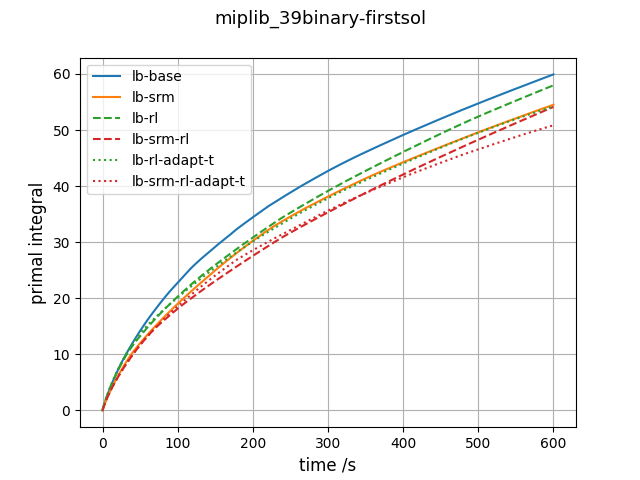 miplib_39binary-firstsol
lb-base
lb-srm
lb-rl
lb-srm-rl
lb-rl-adapt-t
lb-srm-rl-adapt-t
primal integral
60
50
40
30
20
10
0
0 100 200 300 400 500 600
time /s